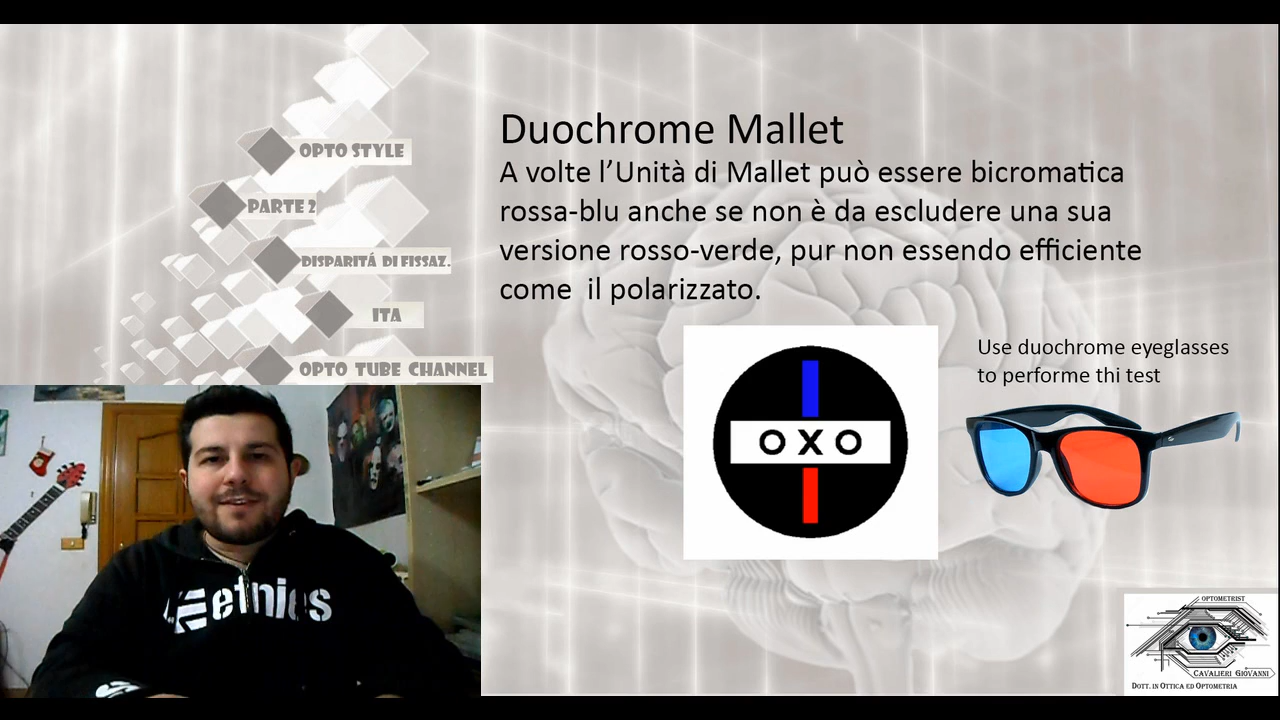 OPTO STYLE
PARTE 2
DISPARITÁ DI FISSAZ.
ITA
OPTO TUBE CHANNEL
Duochrome Mallet
A volte l’Unità di Mallet può essere bicromatica
rossa-blu anche se non è da escludere una sua
versione rosso-verde, pur non essendo efficiente
come il polarizzato.
OXO
Use duochrome eyeglasses
to performe thi test
etnies
OPTOMETRIST
CAVALIERI GIOVANNI
DOTT. IN OTTICA ED OPTOMETRIA